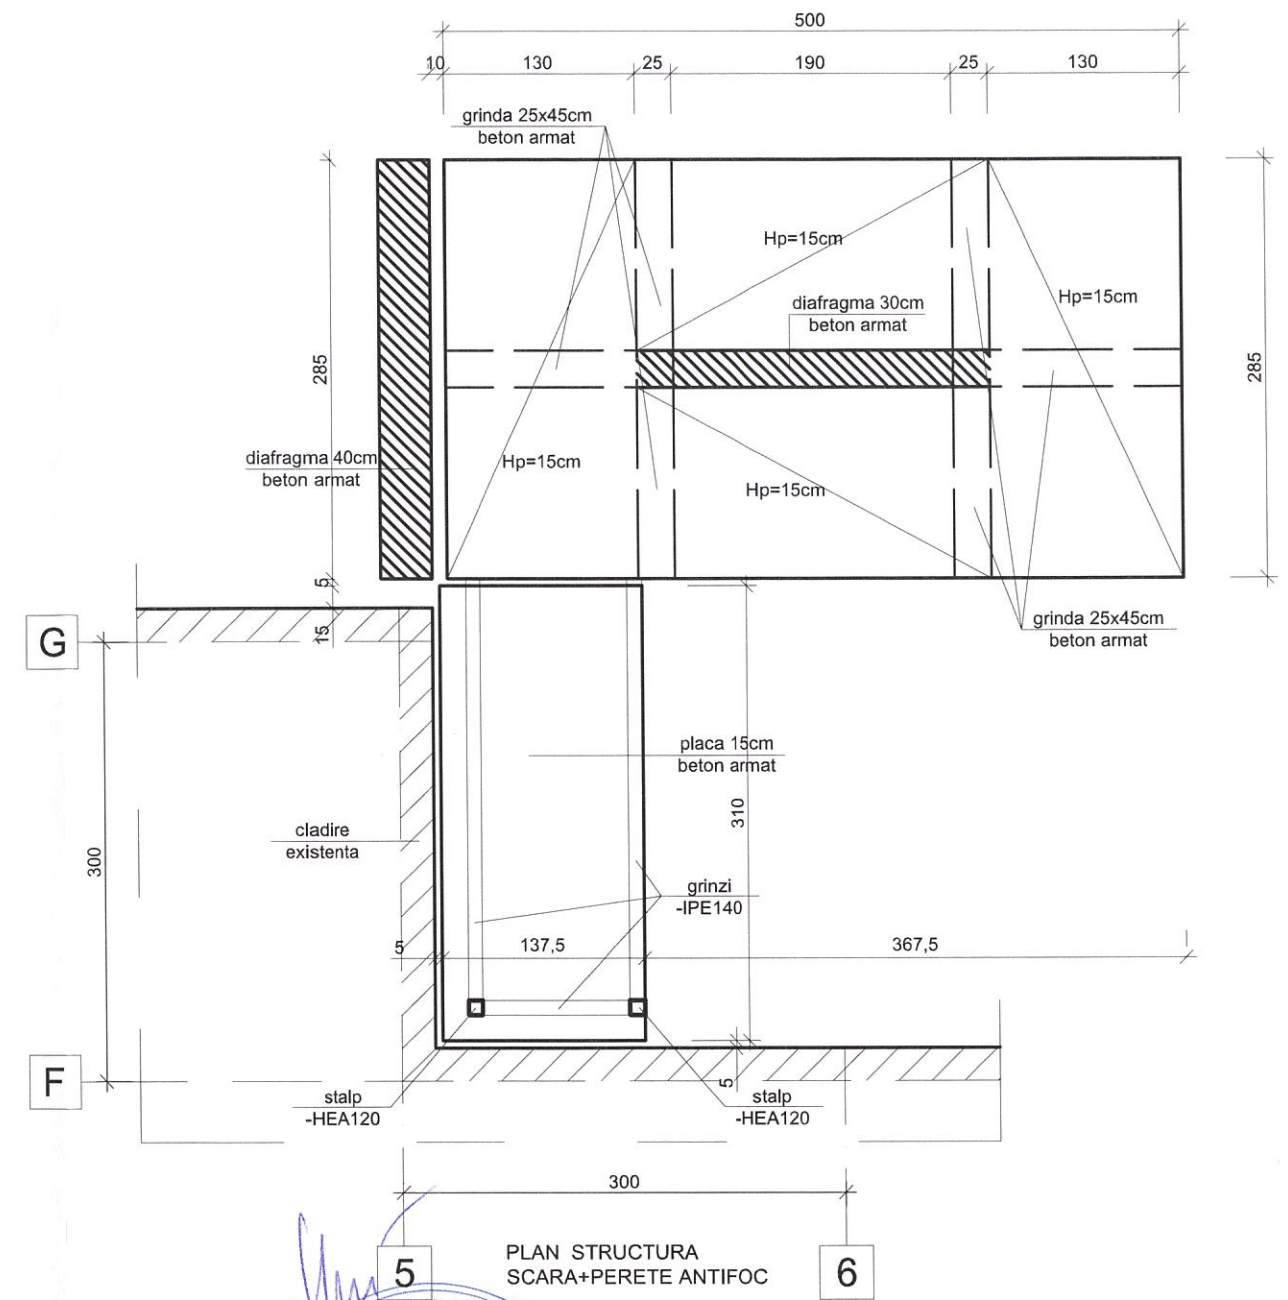 500
10 130 25 190 25 130
grinda 25x45cm
beton armat
Hp=15cm
Hp=15cm
diafragma 30cm
beton armat
285
285
diafragma 40cm
beton armat
Hp=15cm
Hp=15cm
5
15
G
grinda 25x45cm
beton armat
placa 15cm
beton armat
310
cladire
existenta
300
grinzi
-IPE140
5 137,5 367,5
F
5
stalp
-HEA120
stalp
-HEA120
300
5
PLAN STRUCTURA
SCARA+PERETE ANTIFOC
6